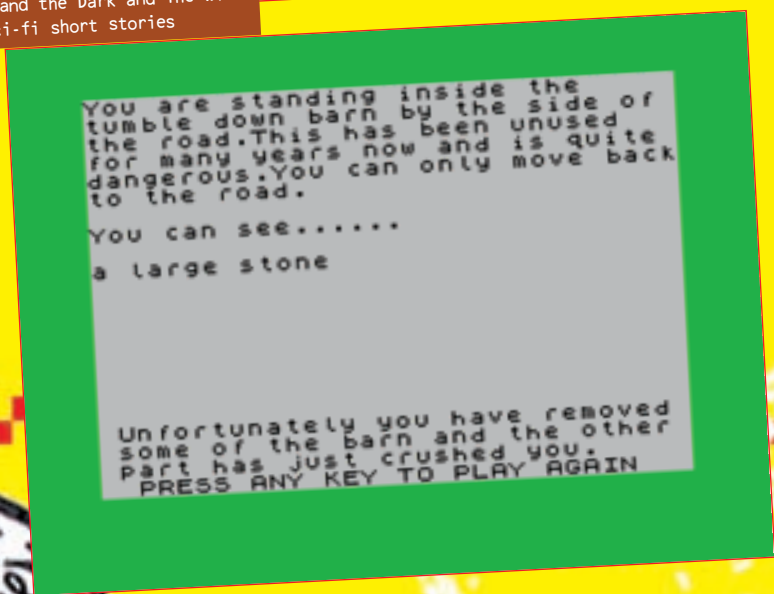 and the Dark and The
i-fi short stories
You are standing inside the
tumble down barn by the side of
the road.This has been unused
for many years now and is quite
dangerous.You can only move back
to the road.
You can see......
a large stone
Unfortunately you have removed
some of the barn and the other
part has just crushed you.
PRESS ANY KEY TO PLAY AGAIN